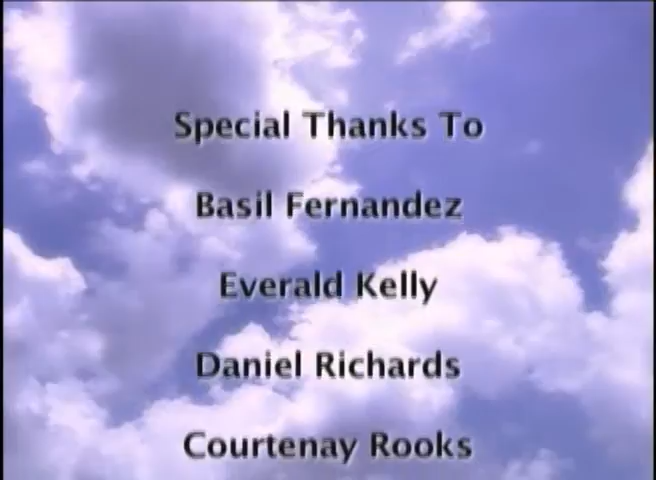 Special Thanks To
Basil Fernandez
Everald Kelly
Daniel Richards
Courtenay Rooks